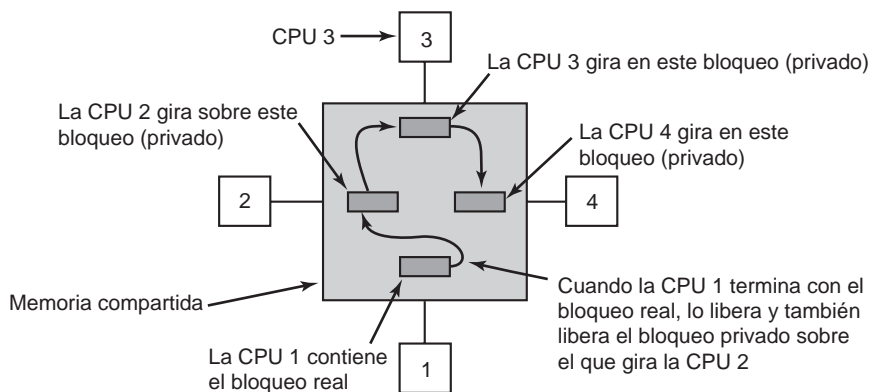 CPU 3
3
La CPU 3 gira en este bloqueo (privado)
La CPU 2 gira sobre este
bloqueo (privado)
La CPU 4 gira en este
bloqueo (privado)
2
4
Memoria compartida
Cuando la CPU 1 termina con el
bloqueo real, lo libera y también
libera el bloqueo privado sobre
el que gira la CPU 2
La CPU 1 contiene
el bloqueo real
1